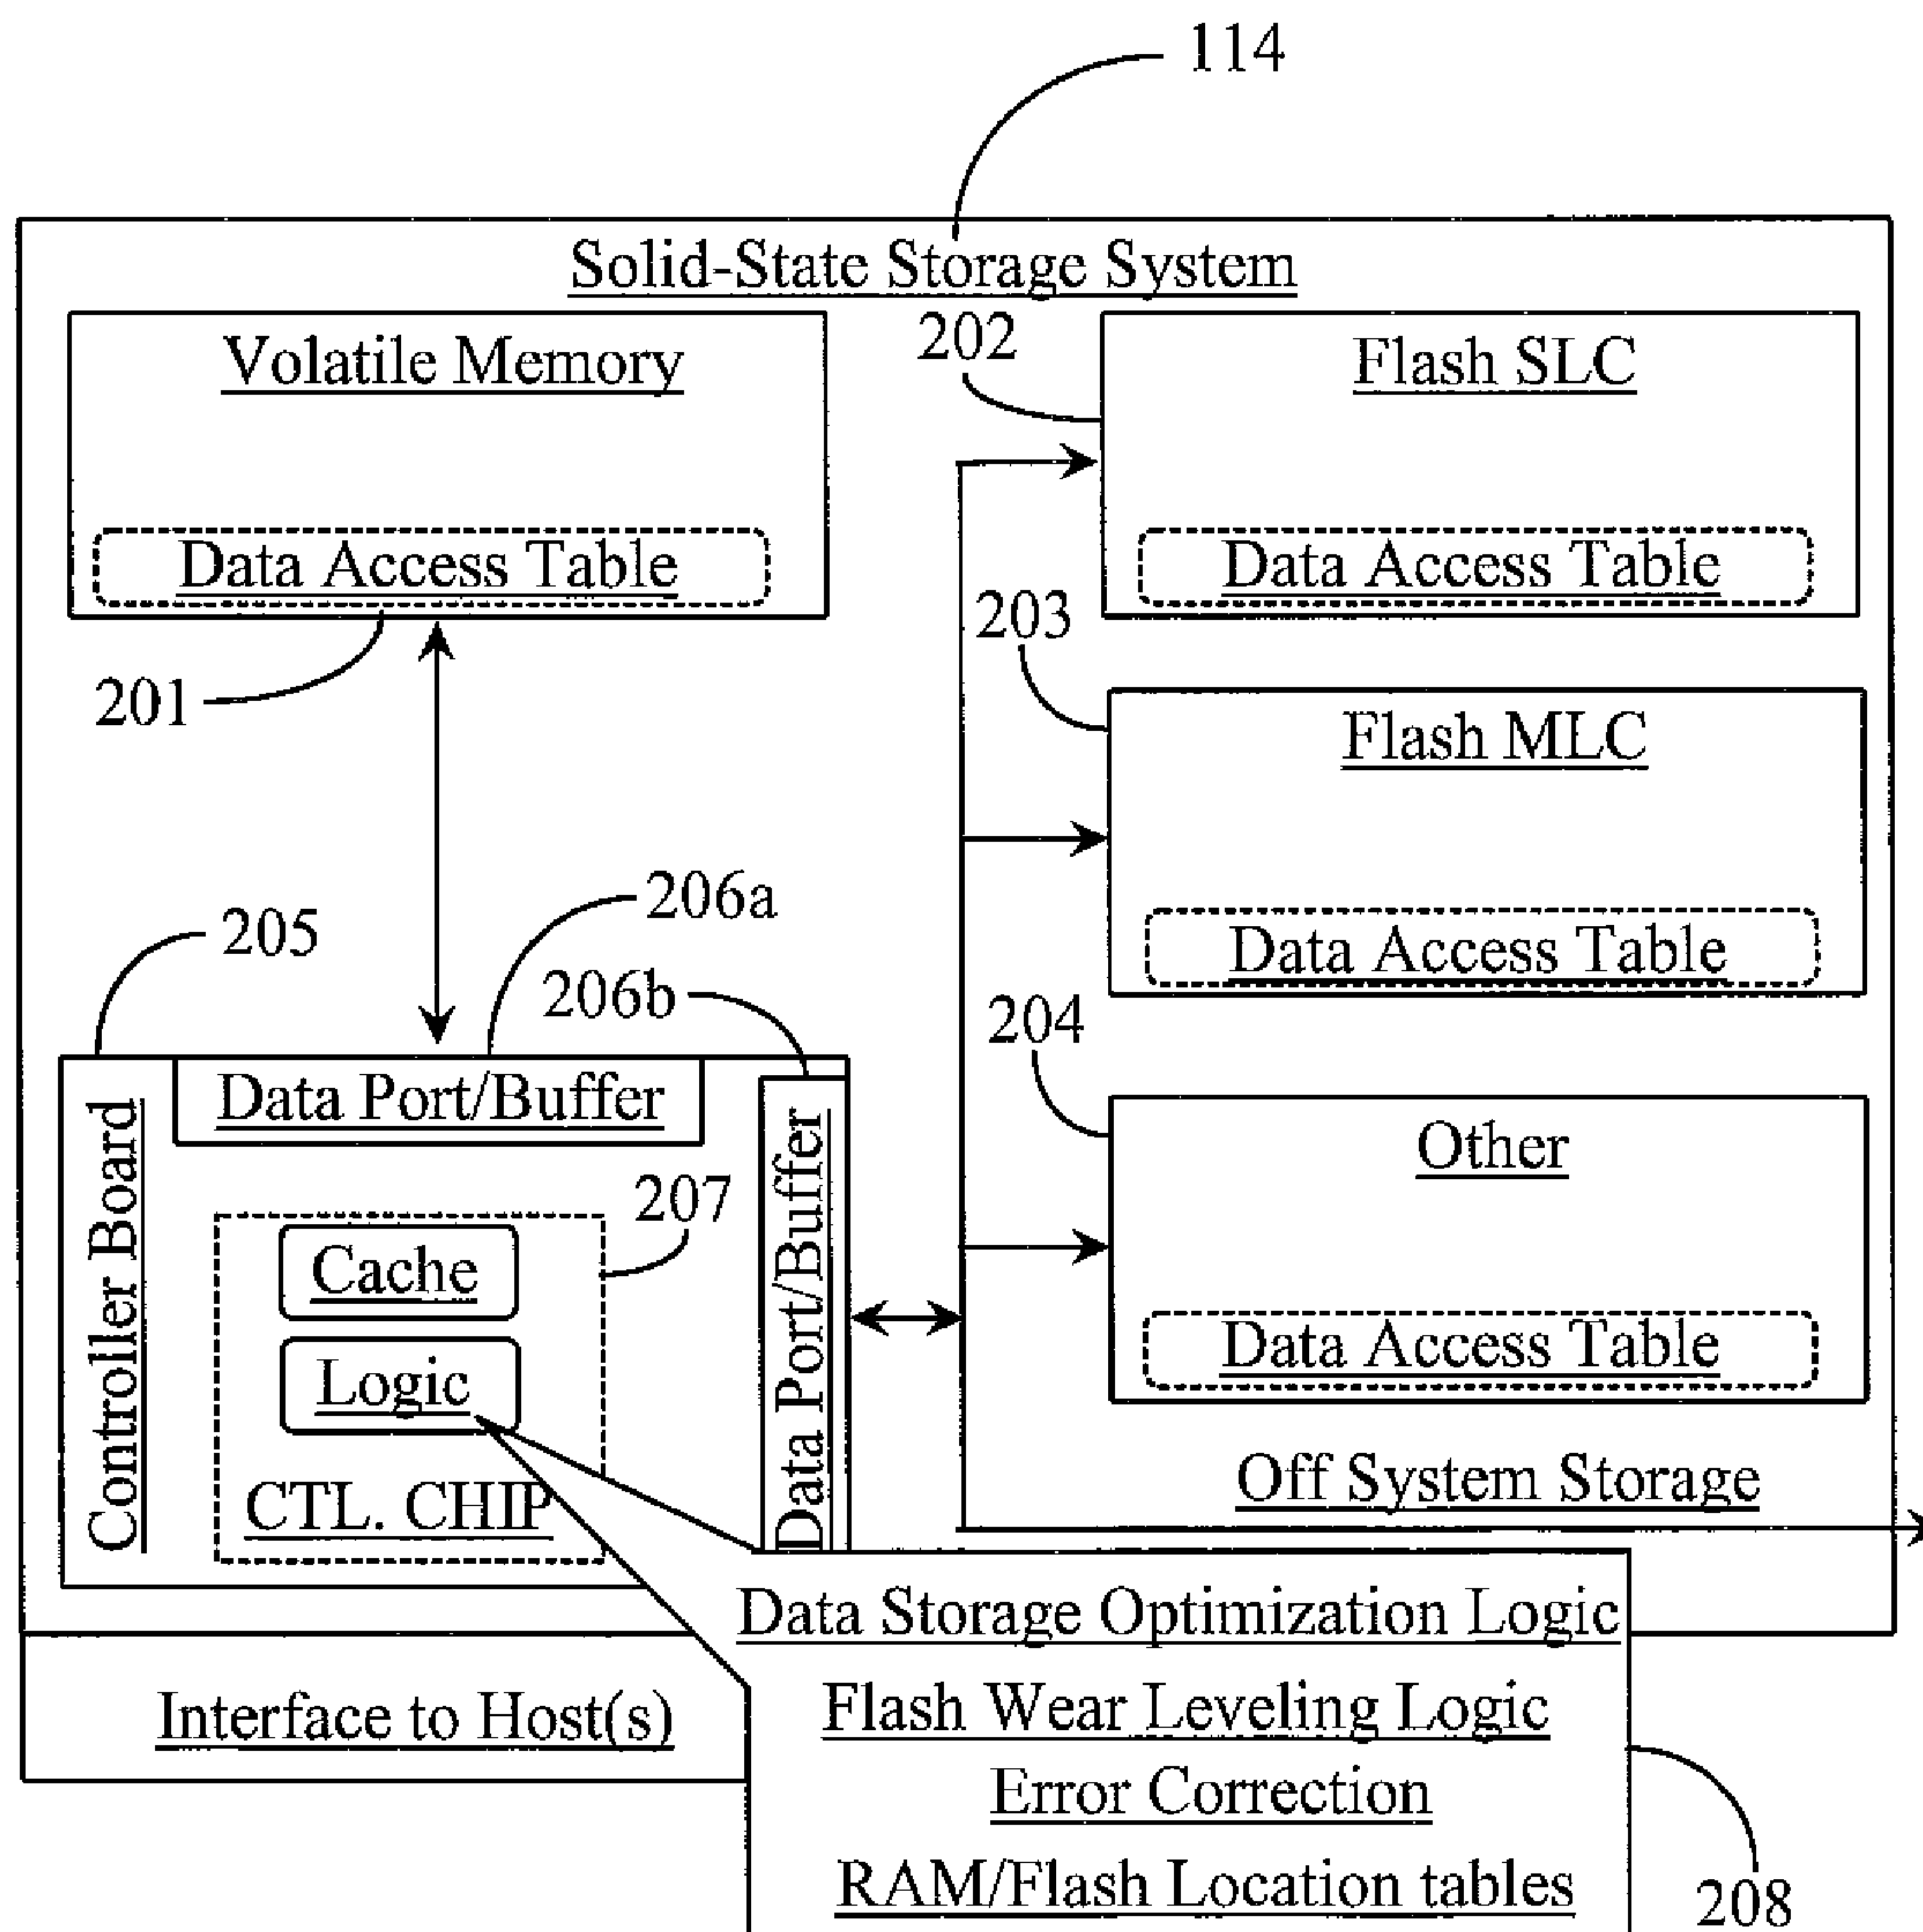 114
Solid-State Storage System
Volatile Memory
Data Access Table
201
202
Flash SLC
Data Access Table
203
Flash MLC
Data Access Table
204
Other
Data Access Table
Off System Storage
205
206a
206b
Controller Board
Data Port/Buffer
Data Port/Buffer
207
Cache
Logic
CTL. CHIP
Interface to Host(s)
Data Storage Optimization Logic
Flash Wear Leveling Logic
Error Correction
RAM/Flash Location tables
208